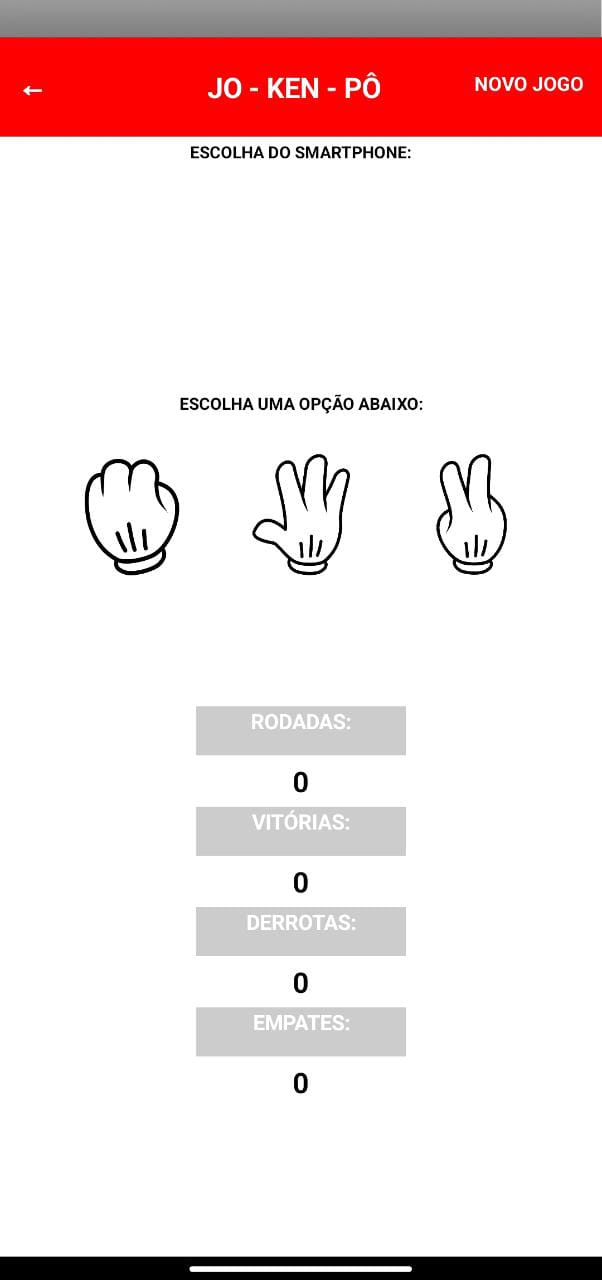 ←
JO - KEN - PÔ
NOVO JOGO
ESCOLHA DO SMARTPHONE:
ESCOLHA UMA OPÇÃO ABAIXO:
RODADAS:
0
VITÓRIAS:
0
DERROTAS:
0
EMPATES:
0